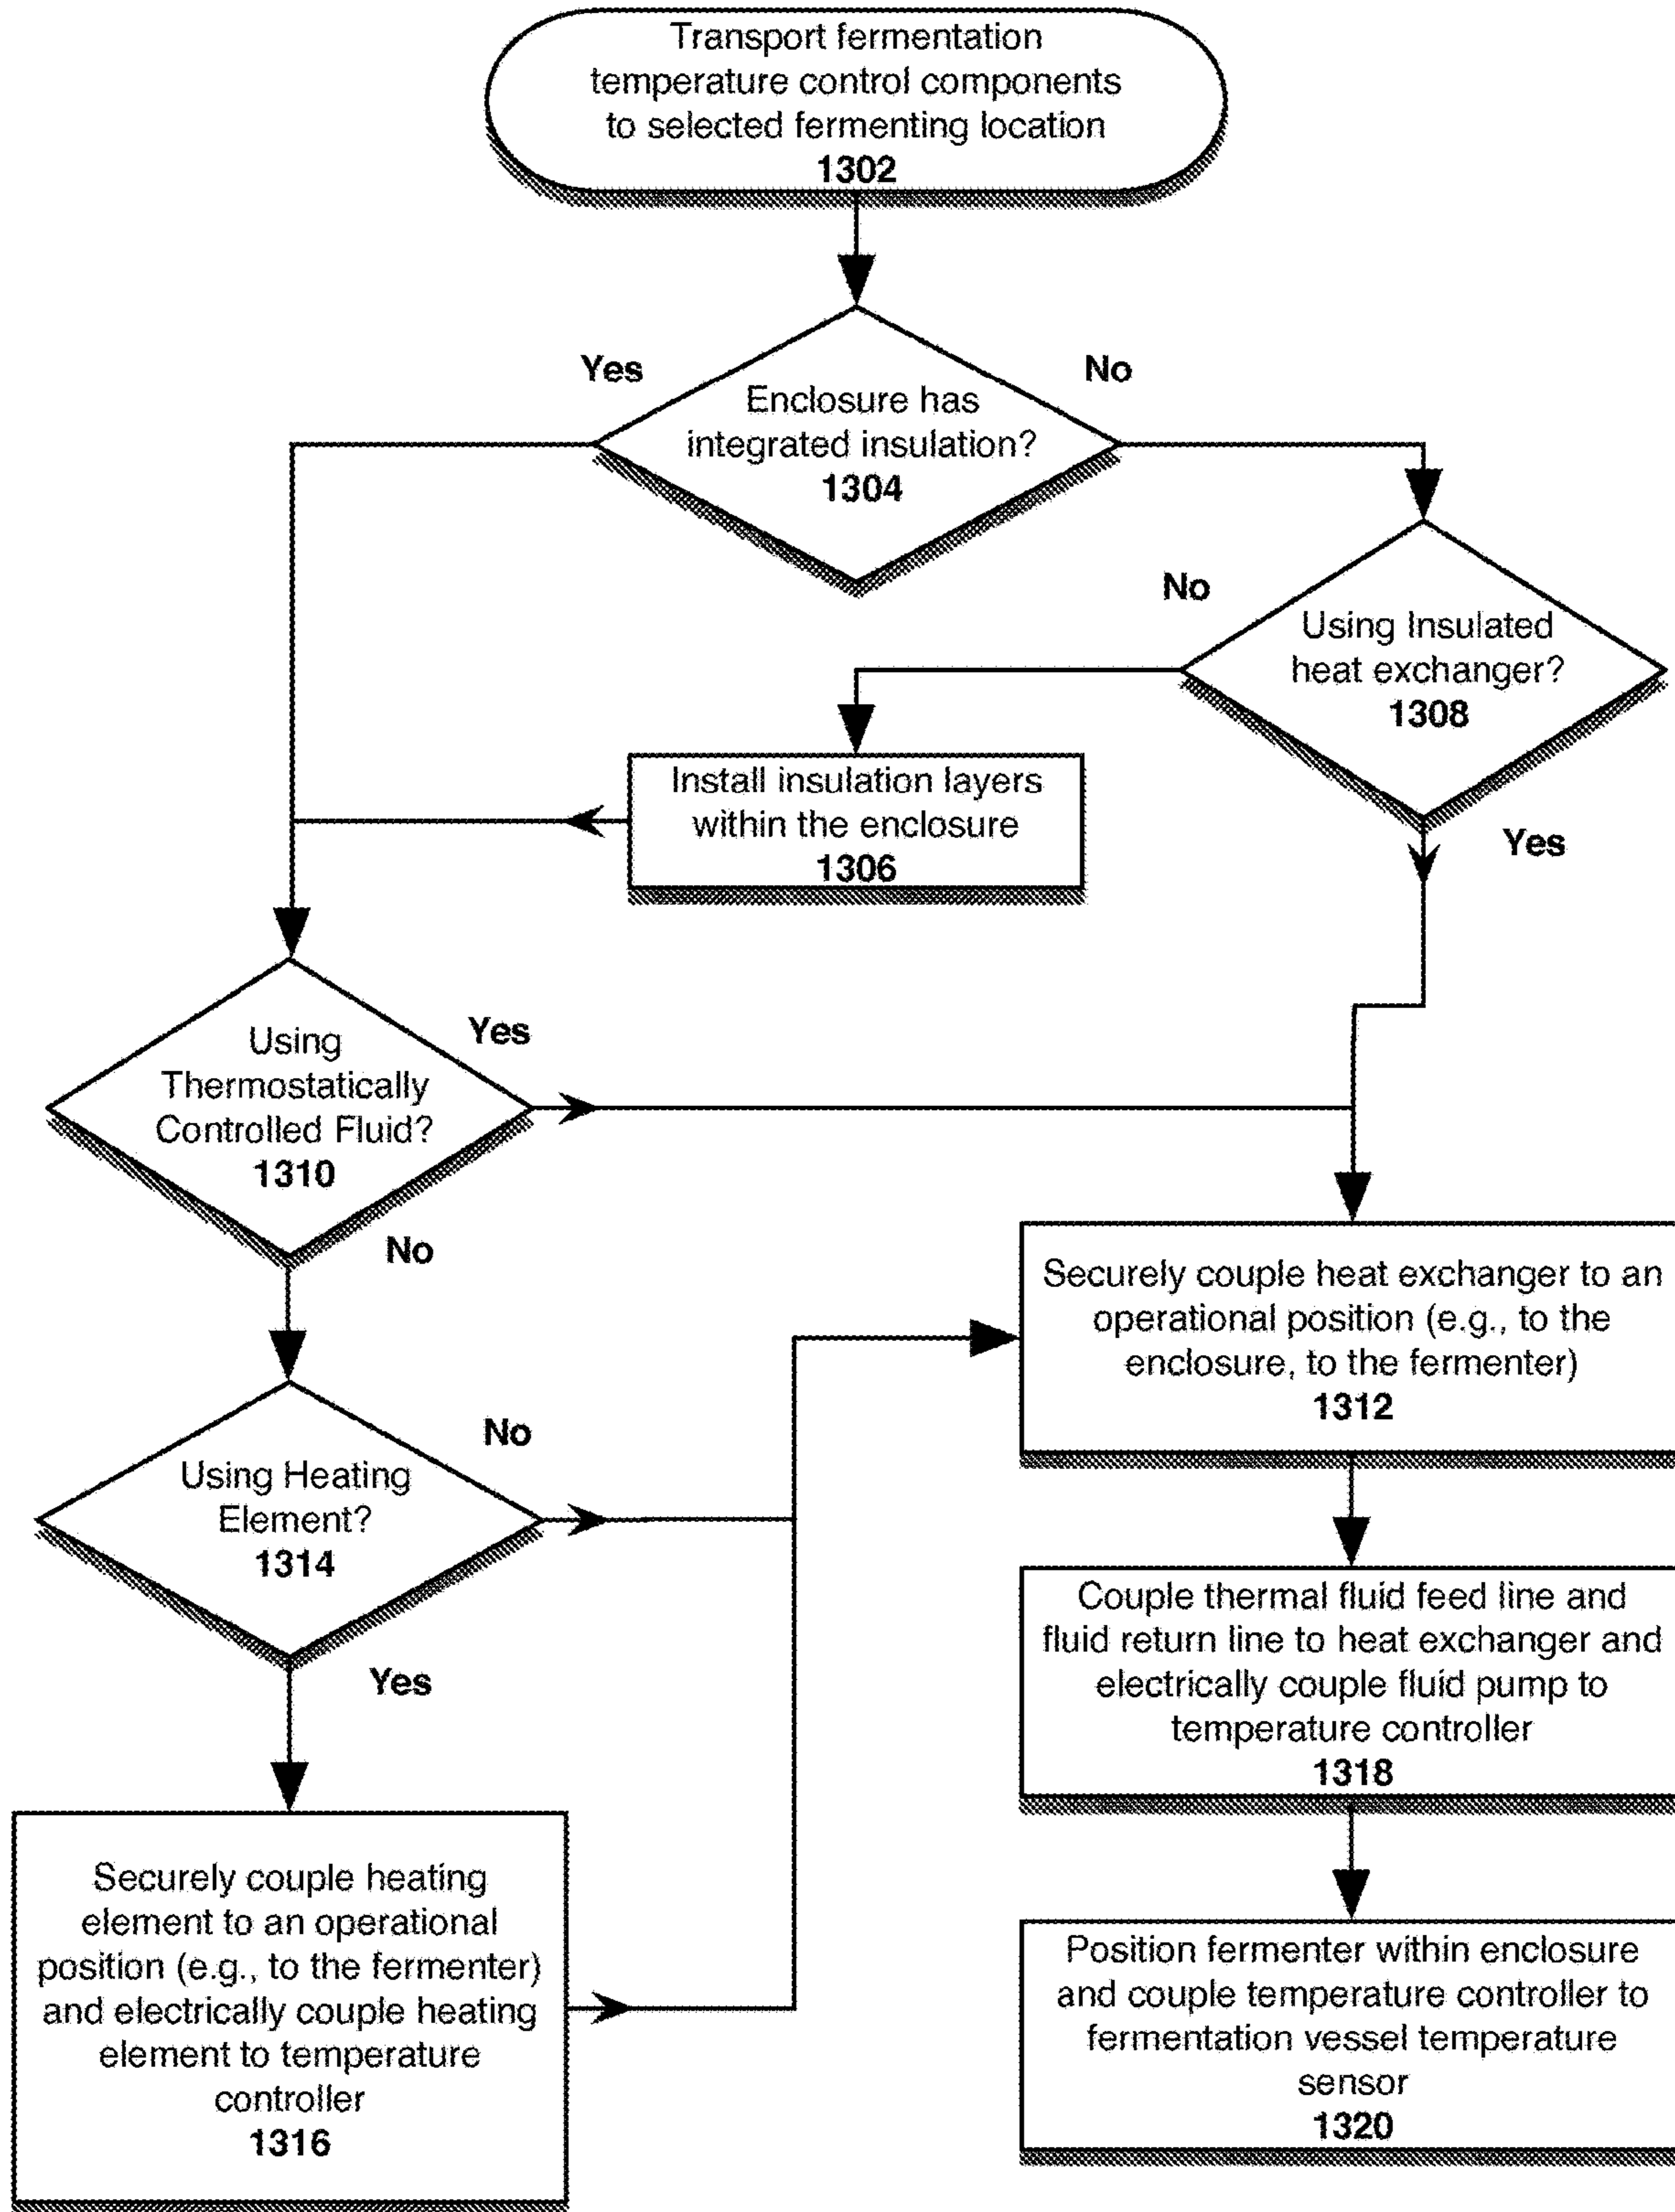 Transport fermentation
temperature control components
to selected fermenting location
1302
Yes
No
Enclosure has
integrated insulation?
1304
No
Using Insulated
heat exchanger?
1308
Yes
Install insulation layers
within the enclosure
1306
Using
Thermostatically
Controlled Fluid?
1310
Yes
No
Securely couple heat exchanger to an
operational position (e.g., to the
enclosure, to the fermenter)
1312
Using Heating
Element?
1314
No
Yes
Couple thermal fluid feed line and
fluid return line to heat exchanger and
electrically couple fluid pump to
temperature controller
1318
Securely couple heating
element to an operational
position (e.g., to the fermenter)
and electrically couple heating
element to temperature
controller
1316
Position fermenter within enclosure
and couple temperature controller to
fermentation vessel temperature
sensor
1320